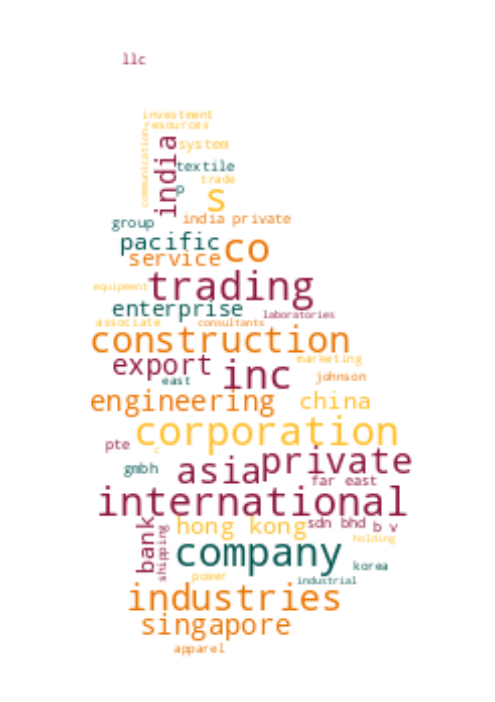 llc
investment
resources
communication
india
system
textile
trade
p
s
group
india private
pacific
co
service
equipment
trading
enterprise
laboratories
associate
consultants
construction
export
marketing
inc
east
johnson
engineering
china
corporation
pte
c
private
asia
gmbh
far east
international
bank
shipping
hong kong
sdn bhd
b v
holding
company
korea
power
industrial
industries
singapore
apparel